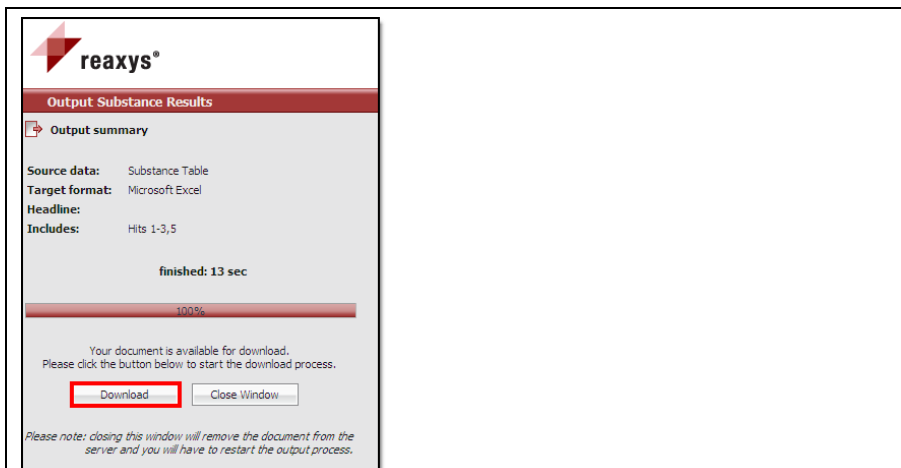 reaxys®
Output Substance Results
Output summary
Source data: Substance Table
Target format: Microsoft Excel
Headline:
Includes: Hits 1-3,5
finished: 13 sec
100%
Your document is available for download.
Please click the button below to start the download process.
Download Close Window
Please note: closing this window will remove the document from the
server and you will have to restart the output process.